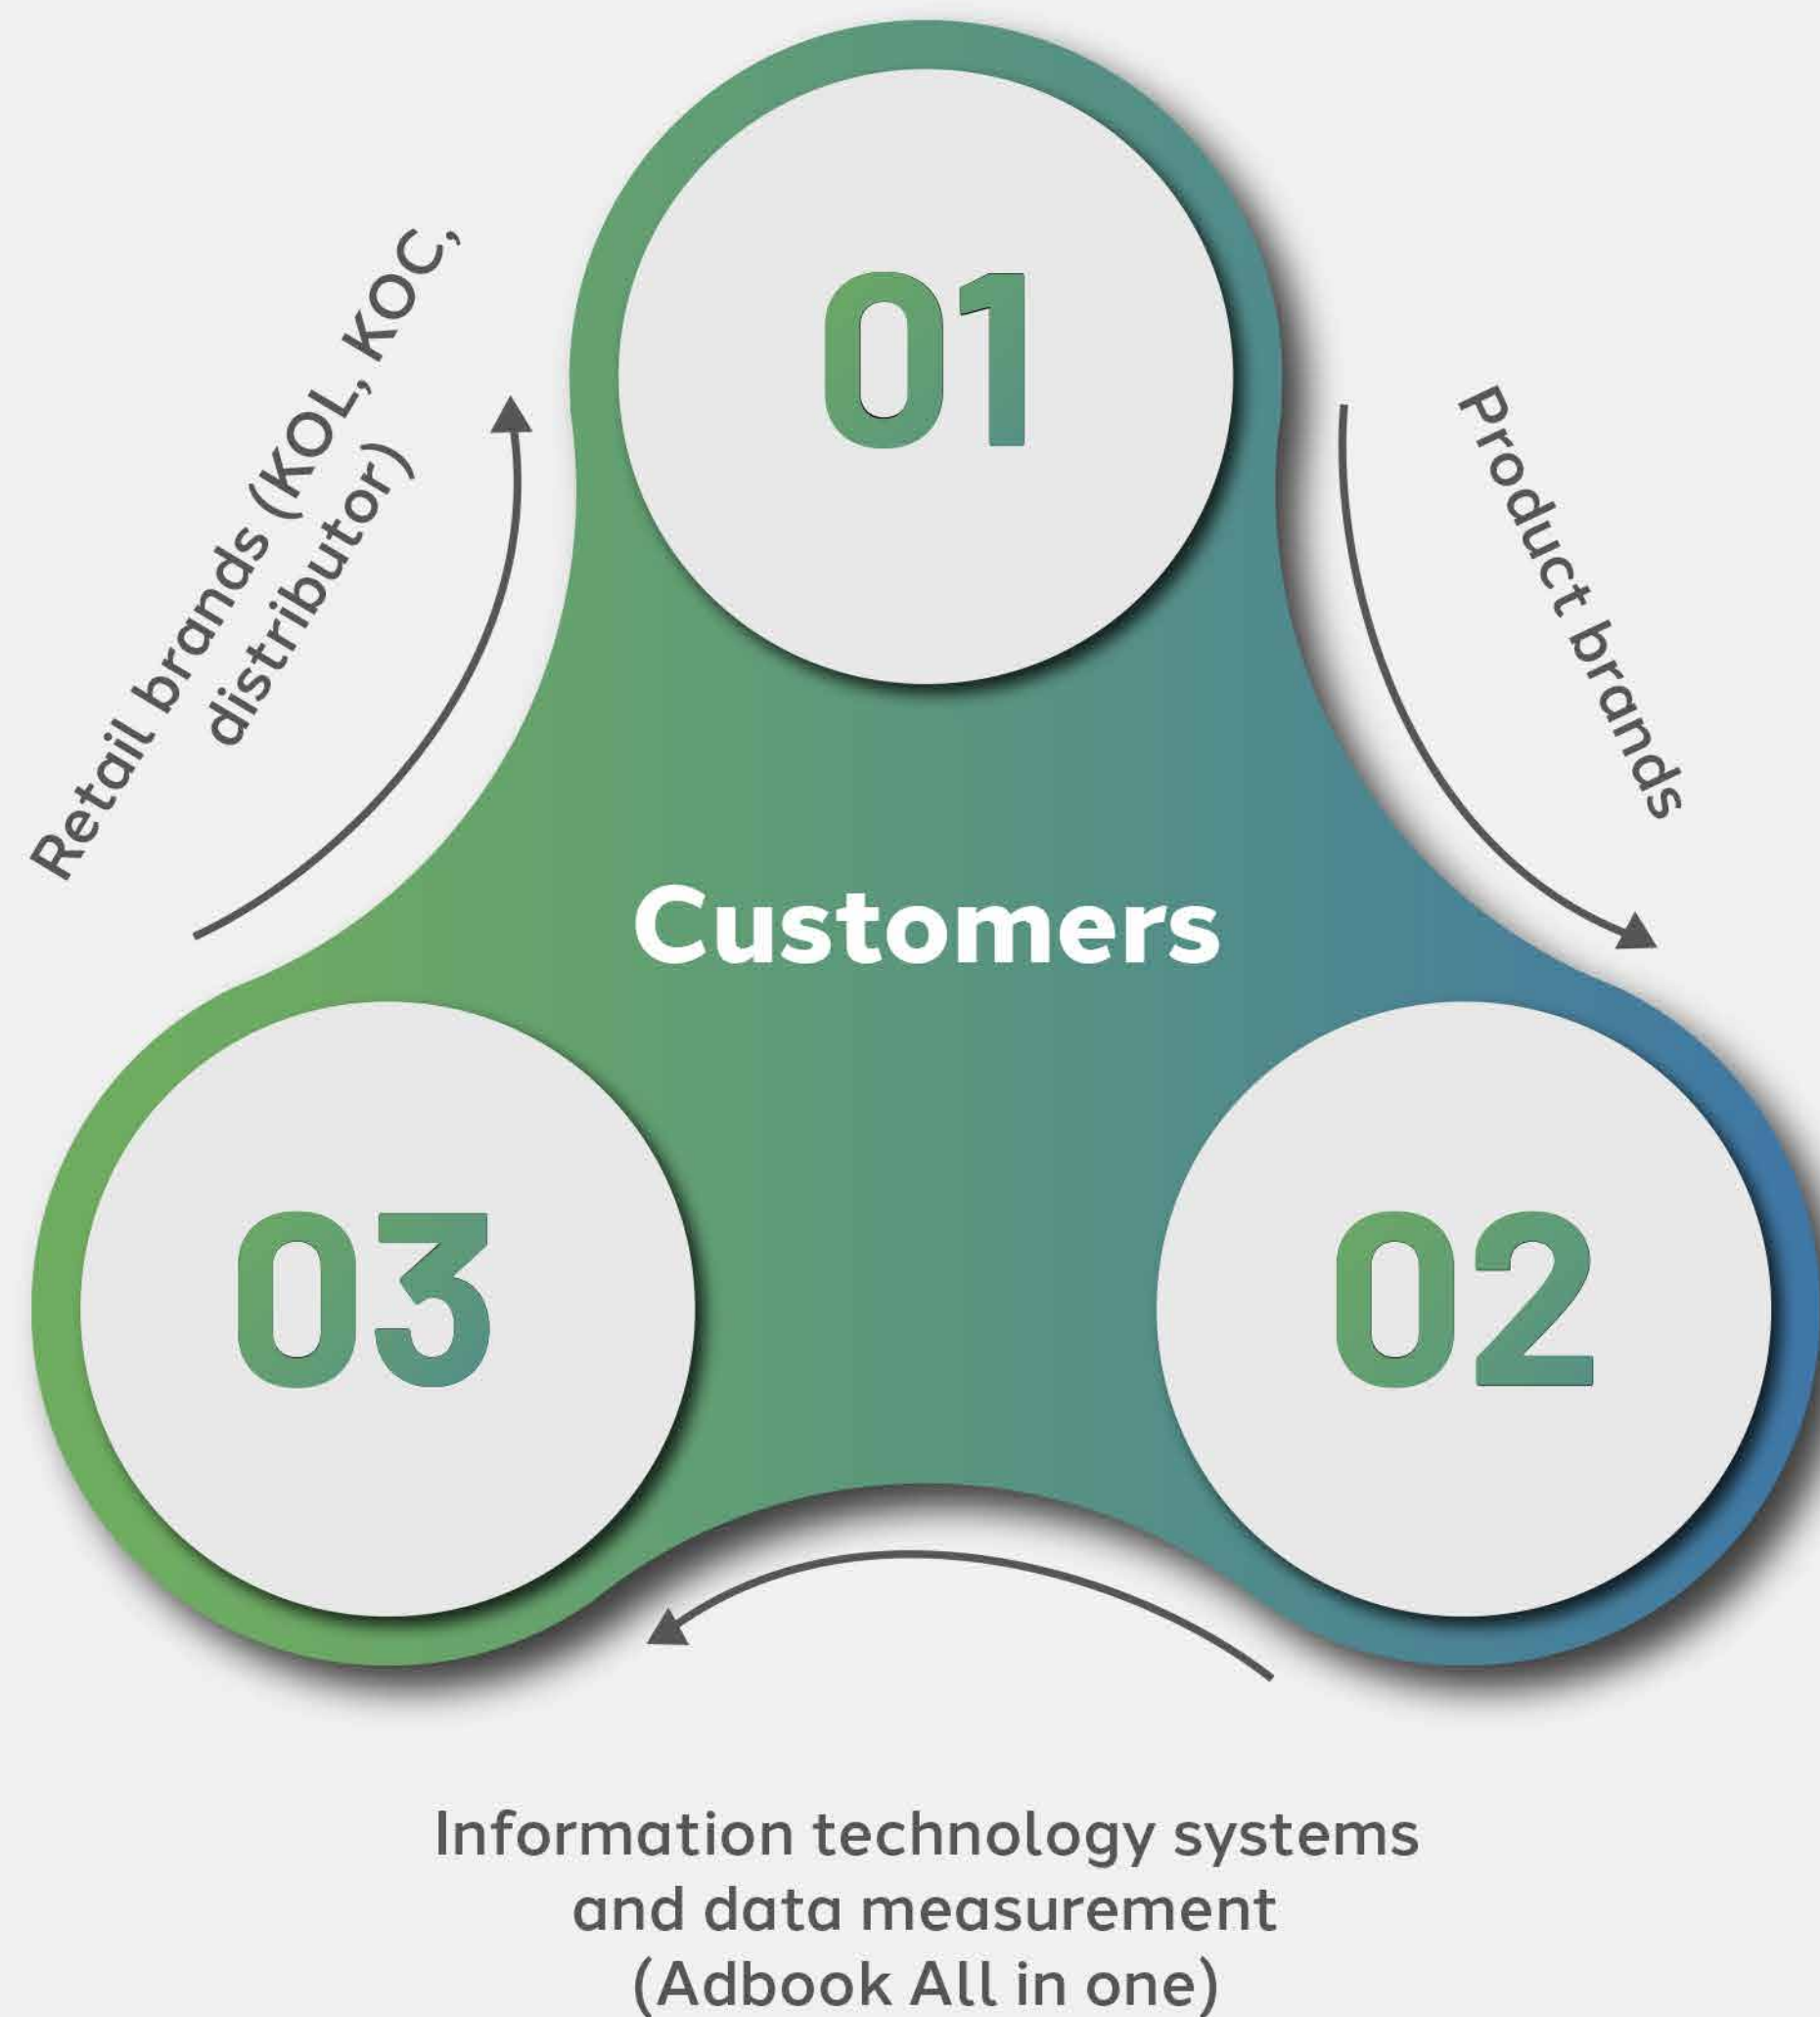 01
Retail brands (KOL, KOC,
distributor)
Product brands
Customers
03
02
Information technology systems
and data measurement
(Adbook All in one)